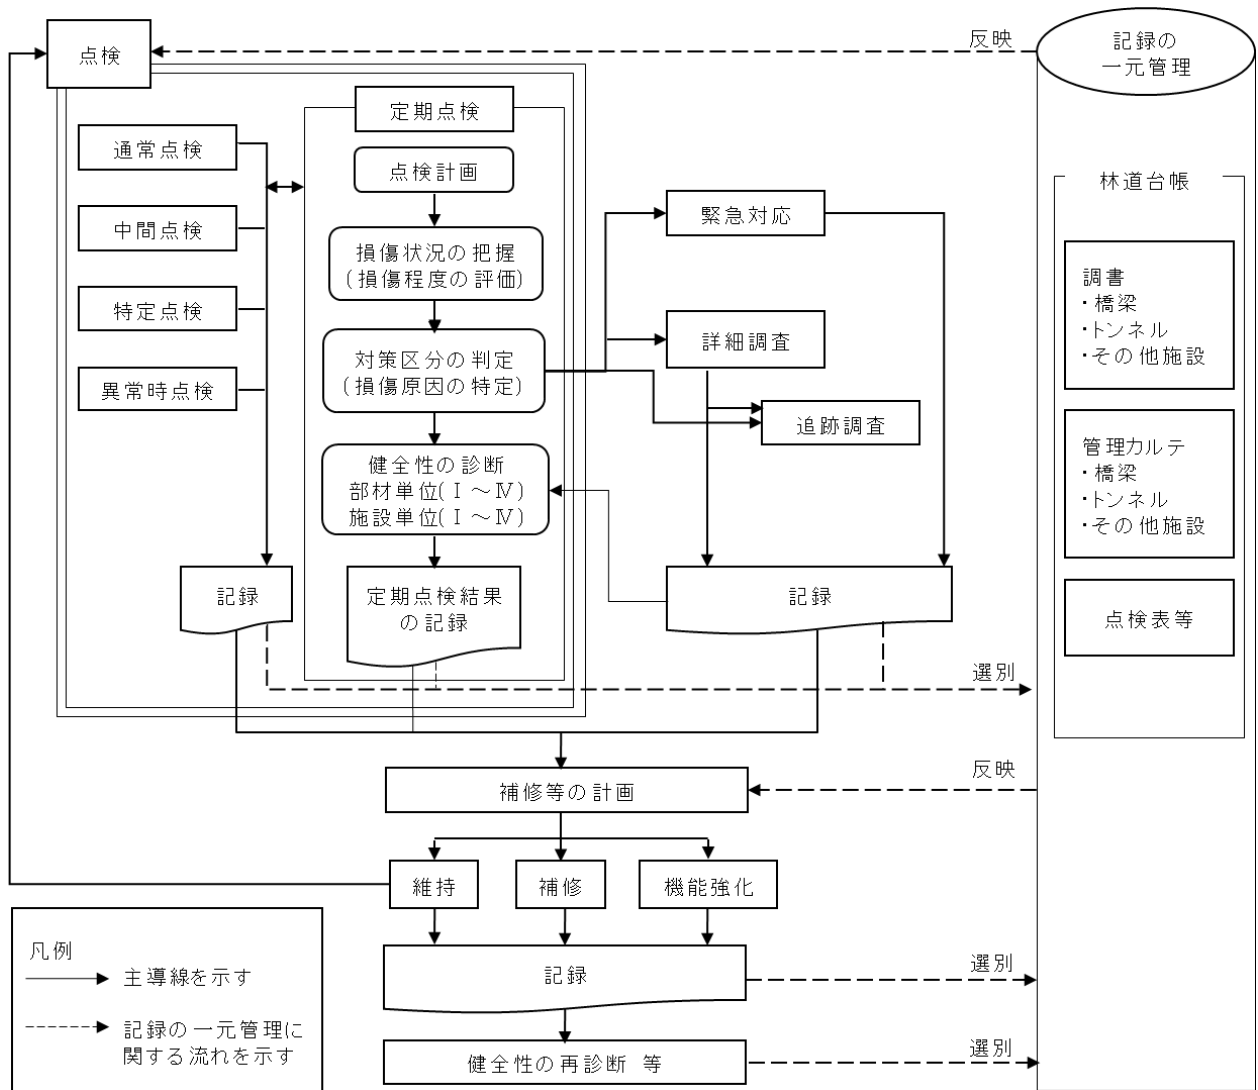 点検
反映
記録の
一元管理
定期点検
通常点検
点検計画
林道台帳
緊急対応
中間点検
損傷状況の把握
(損傷程度の評価)
調書
・橋梁
・トンネル
・その他施設
特定点検
詳細調査
対策区分の判定
(損傷原因の特定)
異常時点検
追跡調査
健全性の診断
部材単位(Ⅰ～Ⅳ)
施設単位(Ⅰ～Ⅳ)
管理カルテ
・橋梁
・トンネル
・その他施設
記録
定期点検結果
の記録
記録
点検表等
選別
反映
補修等の計画
維持
補修
機能強化
凡例
主導線を示す
記録の一元管理に
関する流れを示す
記録
選別
健全性の再診断 等
選別